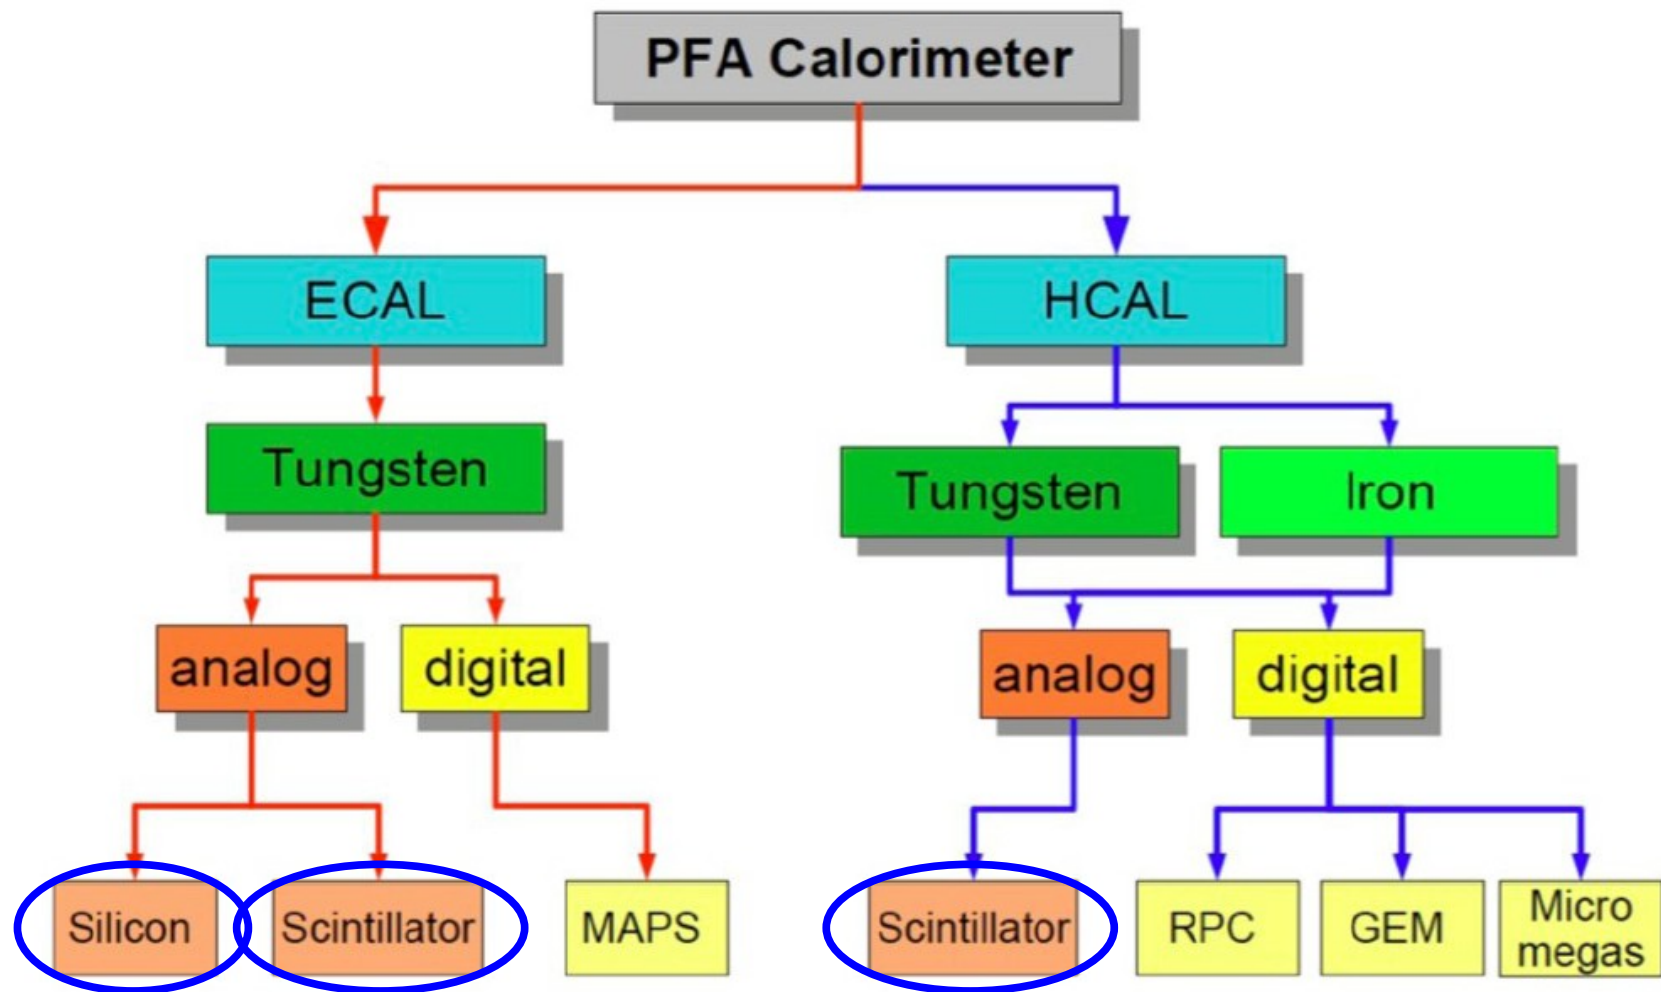 PFA Calorimeter
ECAL
HCAL
Tungsten
Tungsten
Iron
analog
digital
analog
digital
Silicon
Scintillator
MAPS
Scintillator
RPC
GEM
Micro
megas